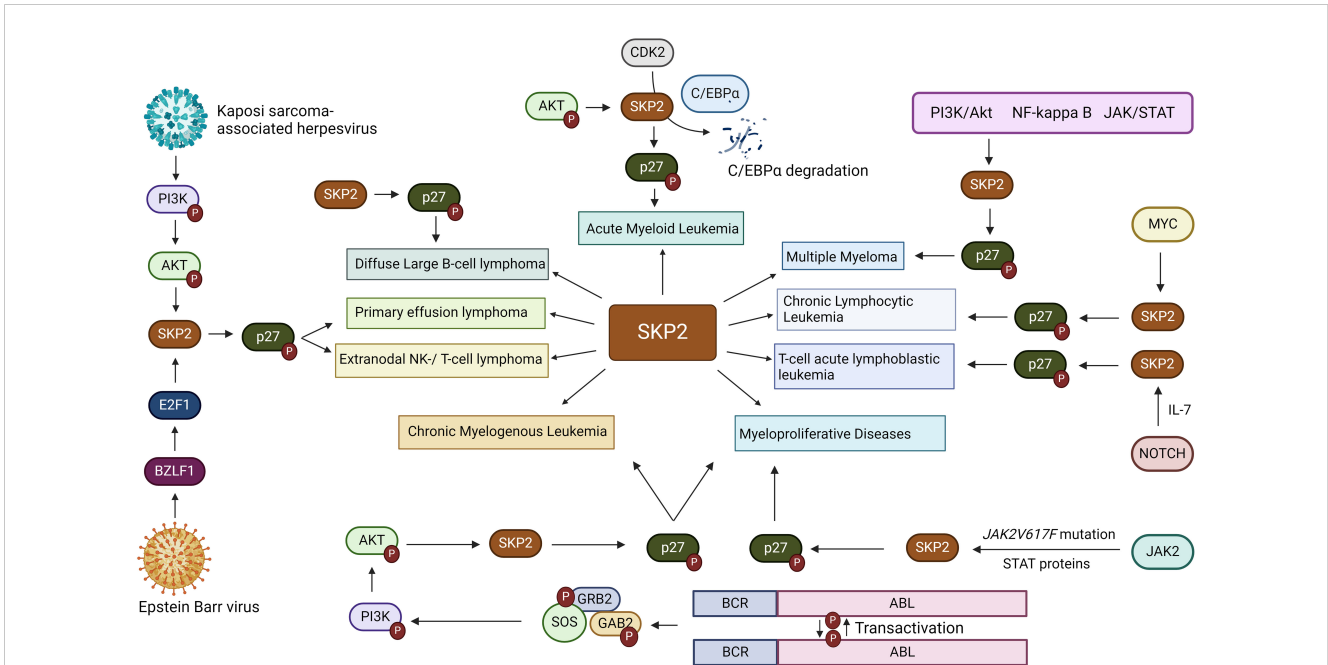 CDK2
Kaposi sarcoma-
associated herpesvirus
AKT
P
SKP2
C/EBPα
C/EBPα degradation
p27
P
Acute Myeloid Leukemia
PI3K/Akt NF-kappa B JAK/STAT
SKP2
p27
P
Multiple Myeloma
PI3K
P
AKT
P
SKP2
p27
P
SKP2
p27
P
Diffuse Large B-cell lymphoma
Primary effusion lymphoma
Extranodal NK-/ T-cell lymphoma
SKP2
MYC
SKP2
p27
P
Chronic Lymphocytic
Leukemia
SKP2
p27
P
T-cell acute lymphoblastic
leukemia
IL-7
NOTCH
E2F1
BZLF1
Epstein Barr virus
Chronic Myelogenous Leukemia
Myeloproliferative Diseases
AKT
P
SKP2
p27
P
p27
P
SKP2
JAK2V617F mutation
STAT proteins
JAK2
PI3K
P
P
GRB2
SOS
GAB2
P
BCR
ABL
P
P
Transactivation
BCR
ABL